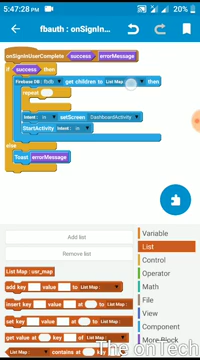 5:47:28 PM
20%
fbauth : onSignIn...
onSignInUserComplete success errorMessage
if success then
Firebase DB : fbdb get children to List Map : then
repeat
Intent : in setScreen DashboardActivity
StartActivity Intent : in
else
Toast errorMessage
Add list
Remove list
List Map : usr_map
add key value to List Map :
insert key value at to List Map :
set key value at to List Map :
get value at key of List Map :
List Map : contains at key
Variable
List
Control
Operator
Math
File
View
Component
More Block
The onTech